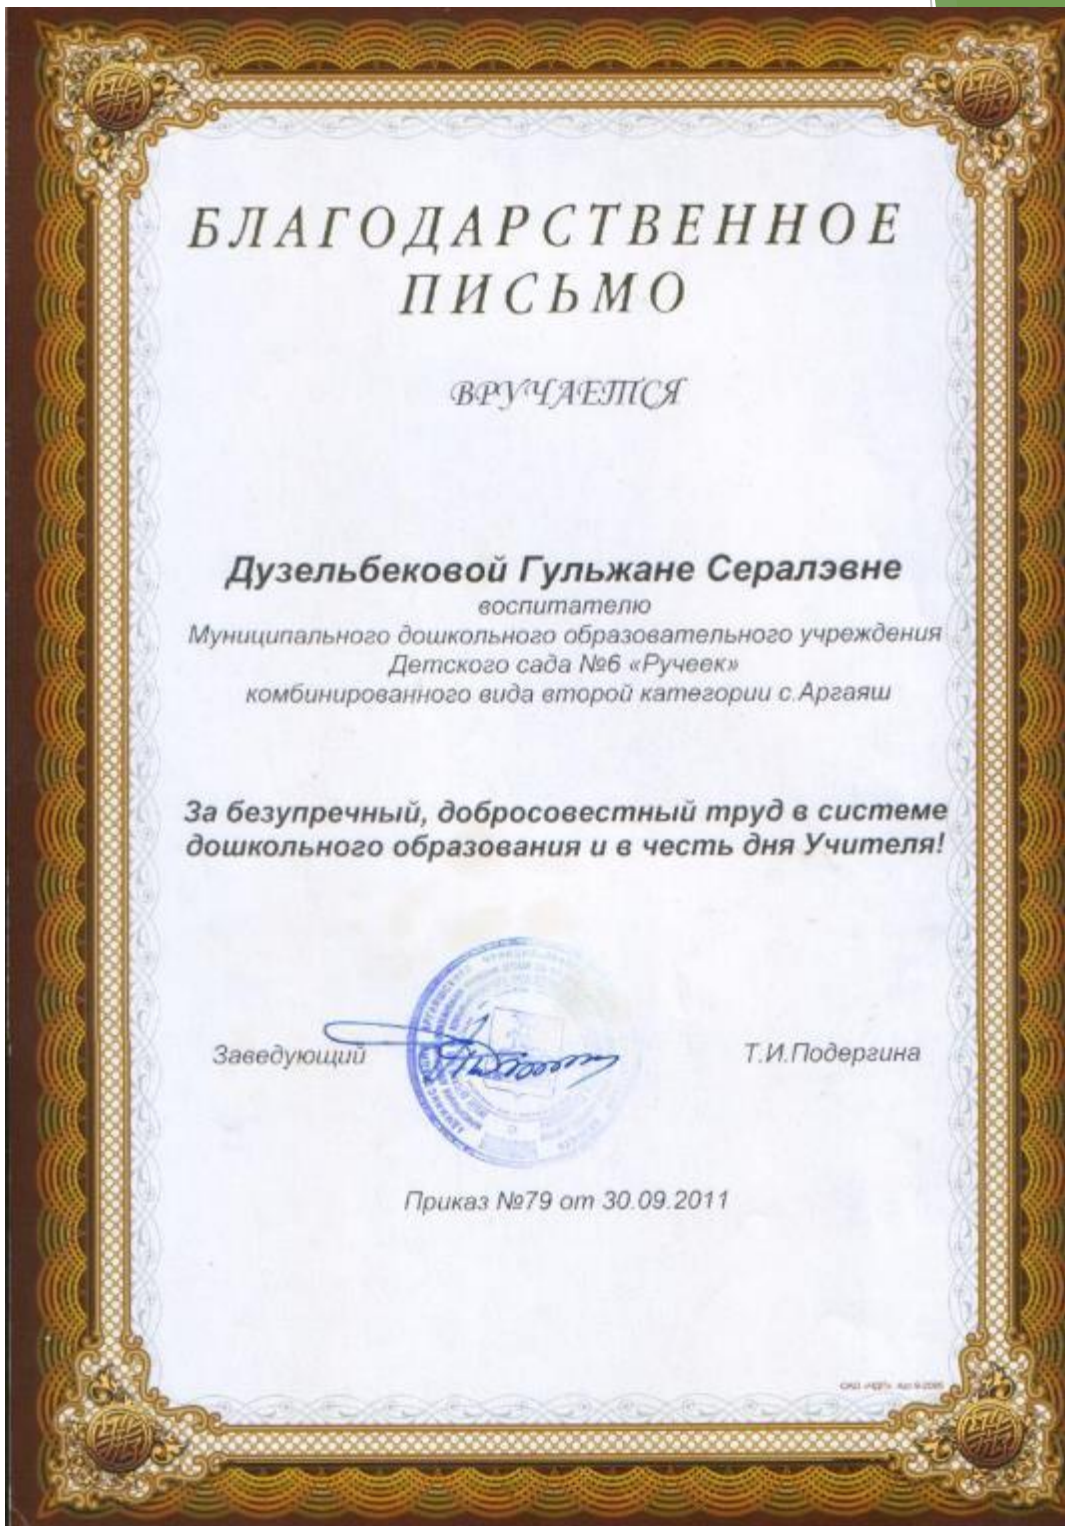 БЛАГОДАРСТВЕННОЕ
ПИСЬМО
ВРУЧАЕТСЯ
Дузельбековой Гульжане Сералэвне
воспитателю
Муниципального дошкольного образовательного учреждения
Детского сада №6 «Ручеек»
комбинированного вида второй категории с.Аргаяш
За безупречный, добросовестный труд в системе
дошкольного образования и в честь дня Учителя!
Заведующий Т.И.Подергина
Приказ №79 от 30.09.2011